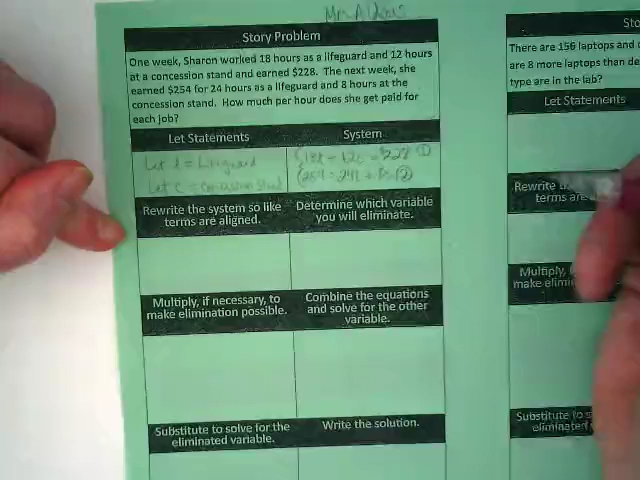 Story Problem
One week, Sharon worked 18 hours as a lifeguard and 12 hours
at a concession stand and earned $228. The next week, she
earned $254 for 24 hours as a lifeguard and 8 hours at the
concession stand. How much per hour does she get paid for
each job?
Let Statements
System
Let l = Lifeguard
Let c = concession stand
Rewrite the system so like
terms are aligned.
Determine which variable
you will eliminate.
Multiply, if necessary, to
make elimination possible.
Combine the equations
and solve for the other
variable.
Substitute to solve for the
eliminated variable.
Write the solution.
Sto
There are 156 laptops and
are 8 more laptops than de
type are in the lab?
Let Statements
Rewrite
terms are
Multiply,
make elimin
Substitute to s
eliminated